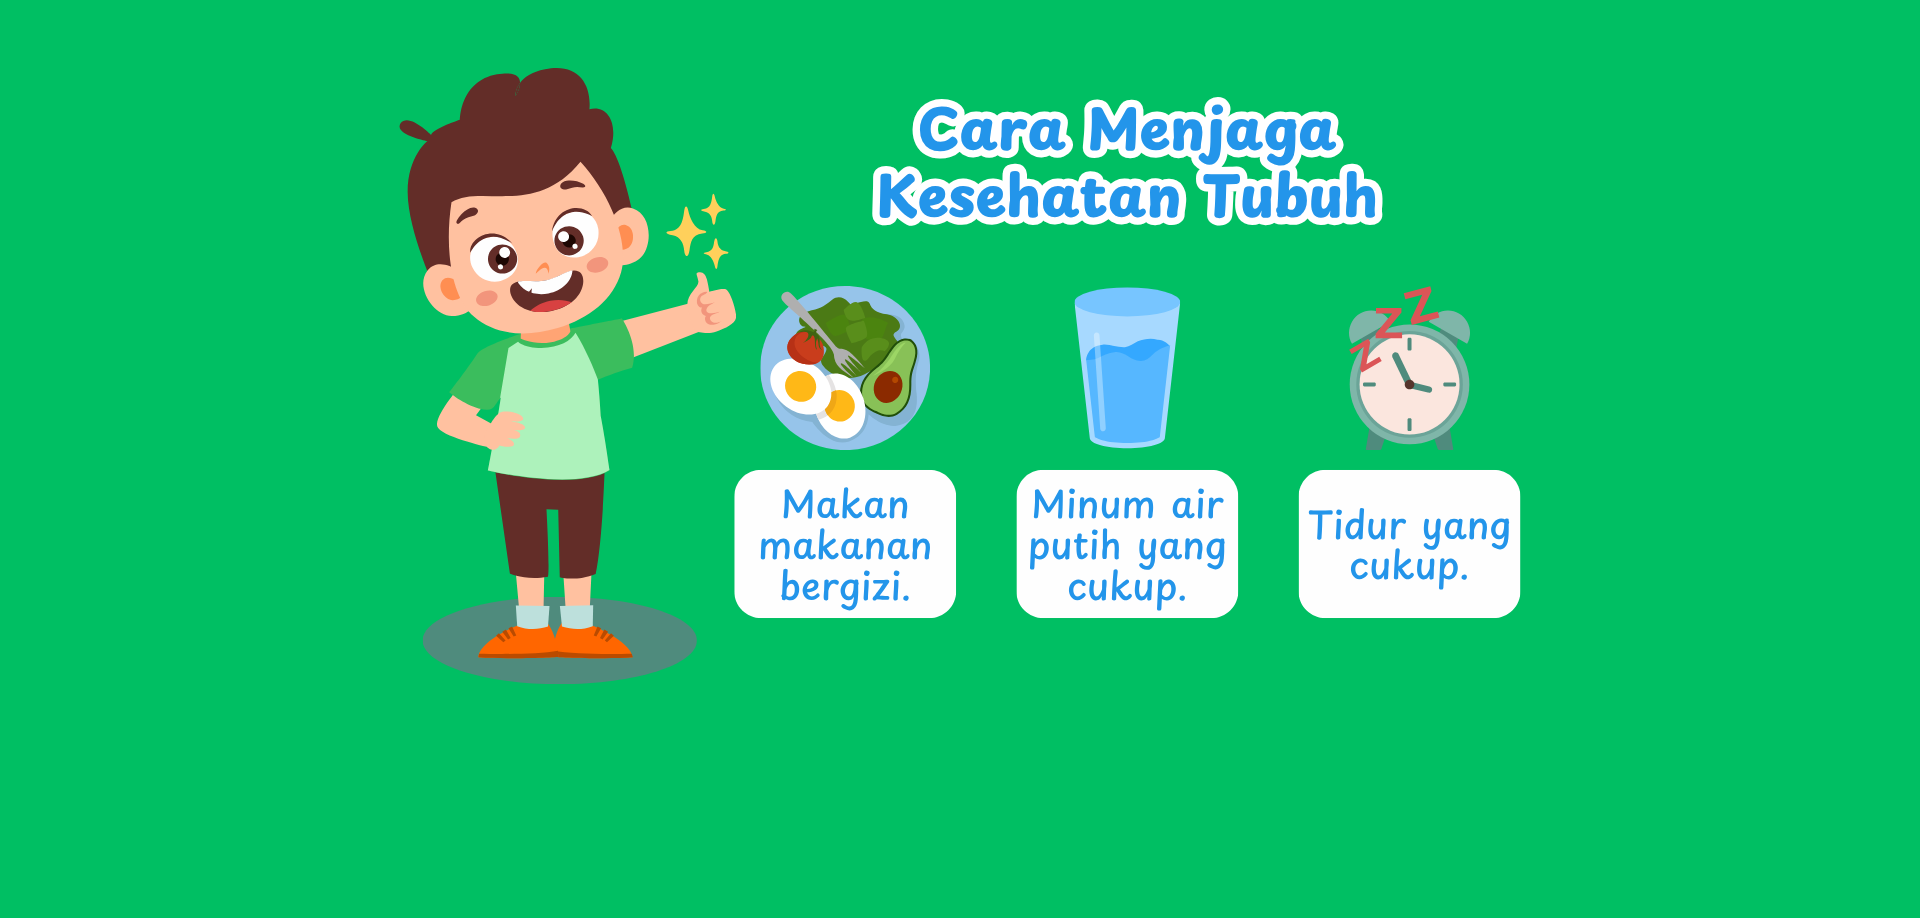 Cara Menjaga
Kesehatan Tubuh
Z
Z
Z
Makan
makanan
bergizi.
Minum air
putih yang
cukup.
Tidur yang
cukup.